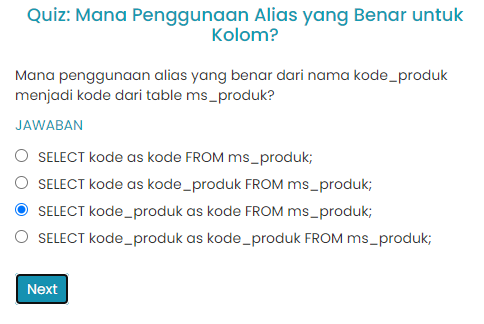 Quiz: Mana Penggunaan Alias yang Benar untuk
Kolom?
Mana penggunaan alias yang benar dari nama kode_produk
menjadi kode dari table ms_produk?
JAWABAN
SELECT kode as kode FROM ms_produk;
SELECT kode as kode_produk FROM ms_produk;
SELECT kode_produk as kode FROM ms_produk;
SELECT kode_produk as kode_produk FROM ms_produk;
Next